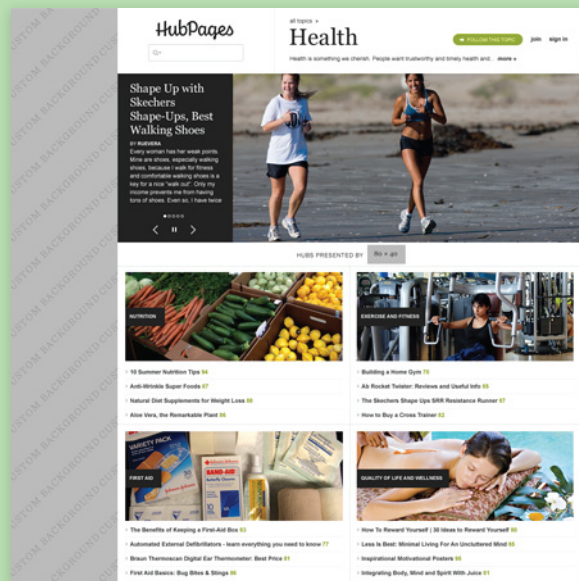 CUSTOM BACKGROUND
HubPages
all topics »
Health
FOLLOW THIS TOPIC
join
sign in
Health is something we cherish. People want trustworthy and timely health and... more »
Shape Up with
Skechers
Shape-Ups, Best
Walking Shoes
BY RUEVERA
Every woman has her weak points.
Mine are shoes, especially walking
shoes, because I walk for fitness
and comfortable walking shoes is a
key for a nice "walk out". Only my
income prevents me from having
tons of shoes. Even so, I have twice
HUBS PRESENTED BY
80 × 40
NUTRITION
10 Summer Nutrition Tips
Anti-Wrinkle Super Foods
Natural Diet Supplements for Weight Loss
Aloe Vera, the Remarkable Plant
EXERCISE AND FITNESS
Building a Home Gym
Ab Rocket Twister: Reviews and Useful Info
The Skechers Shape Ups SRR Resistance Runner
How to Buy a Cross Trainer
FIRST AID
VARIETY PACK
BAND-AID
10
The Benefits of Keeping a First-Aid Box
Automated External Defibrillators - learn everything you need to know 77
Braun Thermoscan Digital Ear Thermometer: Best Price
First Aid Basics: Bug Bites & Stings
QUALITY OF LIFE AND WELLNESS
How To Reward Yourself | 30 Ideas to Reward Yourself
Less Is Best: Minimal Living For An Uncluttered Mind
Inspirational Motivational Posters
Integrating Body, Mind and Spirit With Juice